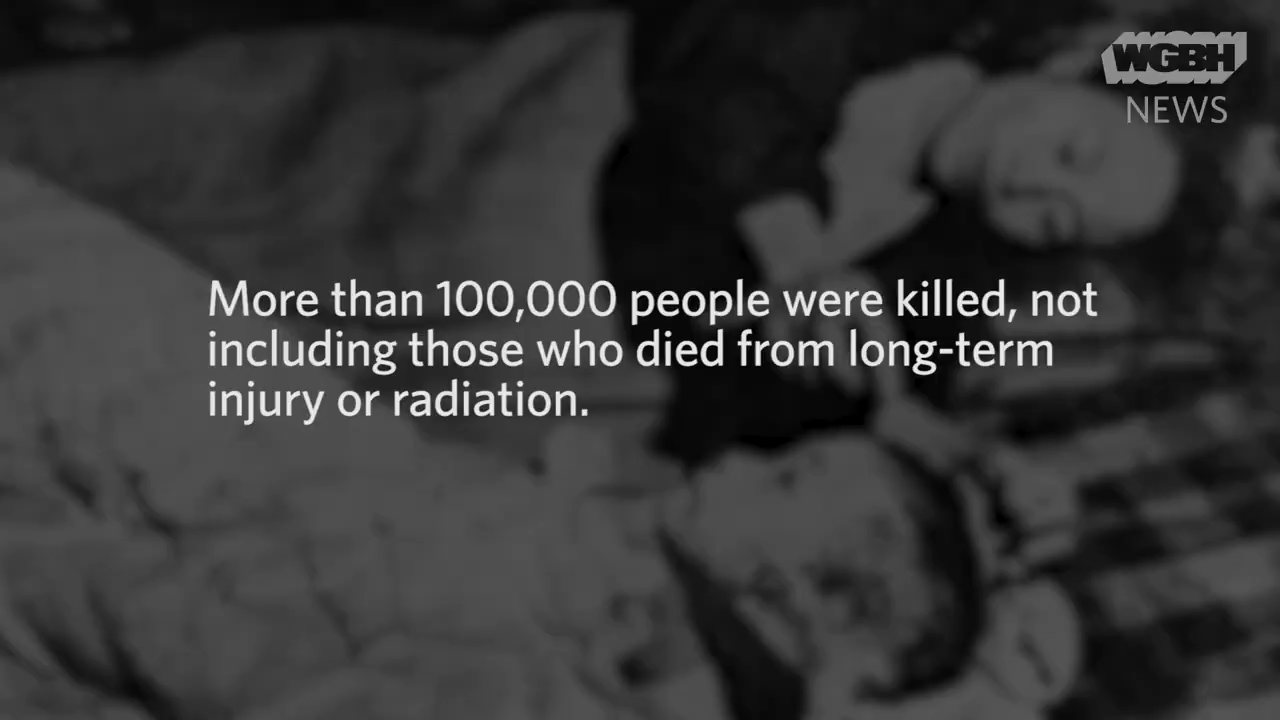 WGBH
NEWS
More than 100,000 people were killed, not
including those who died from long-term
injury or radiation.